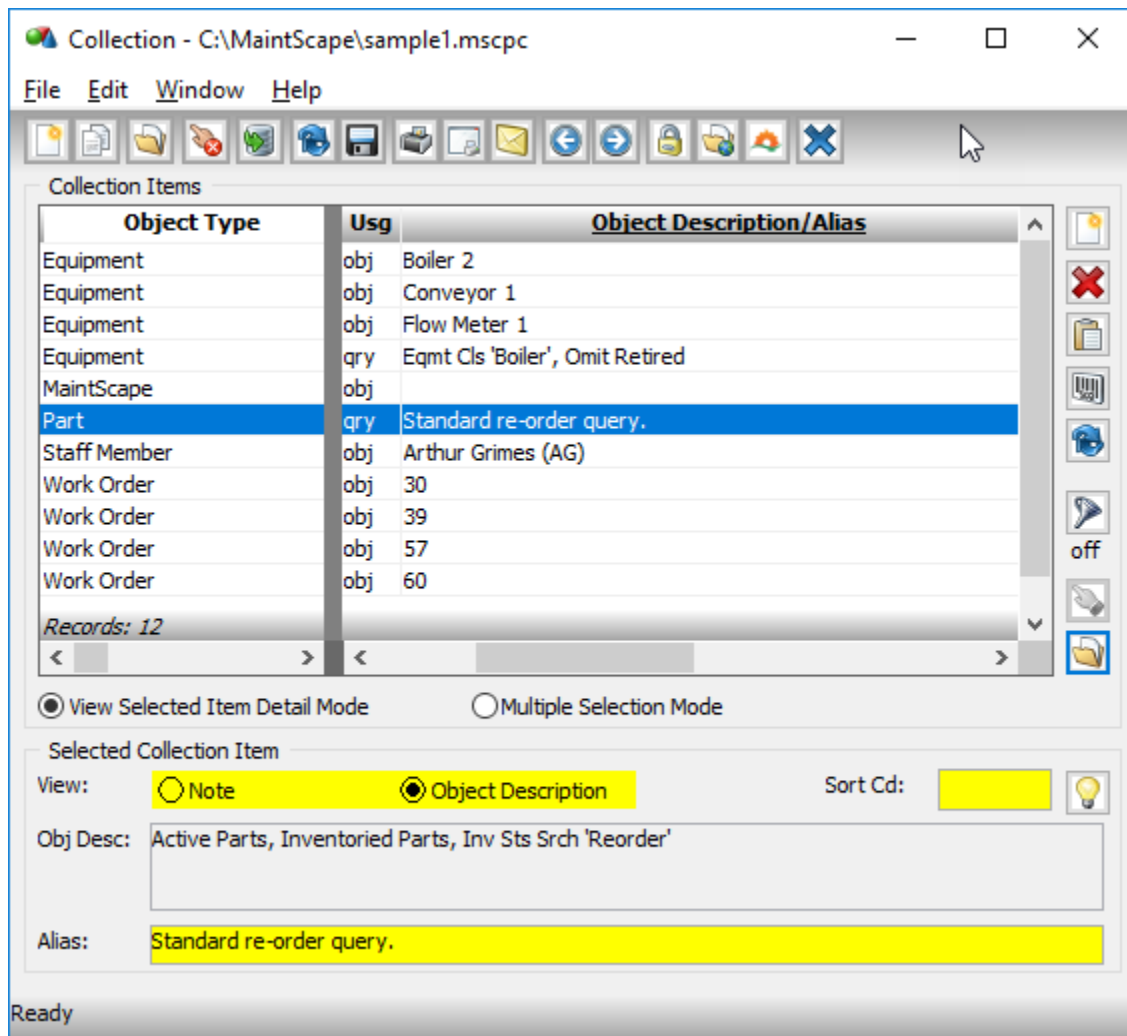 Collection - C:\MaintScape\sample1.mscpc
File Edit Window Help
Collection Items
Object Type Usg Object Description/Alias
Equipment obj Boiler 2
Equipment obj Conveyor 1
Equipment obj Flow Meter 1
Equipment qry Eqmt Cls 'Boiler', Omit Retired
MaintScape obj
Part qry Standard re-order query.
Staff Member obj Arthur Grimes (AG)
Work Order obj 30
Work Order obj 39
Work Order obj 57
Work Order obj 60
off
Records: 12
View Selected Item Detail Mode Multiple Selection Mode
Selected Collection Item
View: Note Object Description Sort Cd:
Obj Desc: Active Parts, Inventoried Parts, Inv Sts Srch 'Reorder'
Alias: Standard re-order query.
Ready